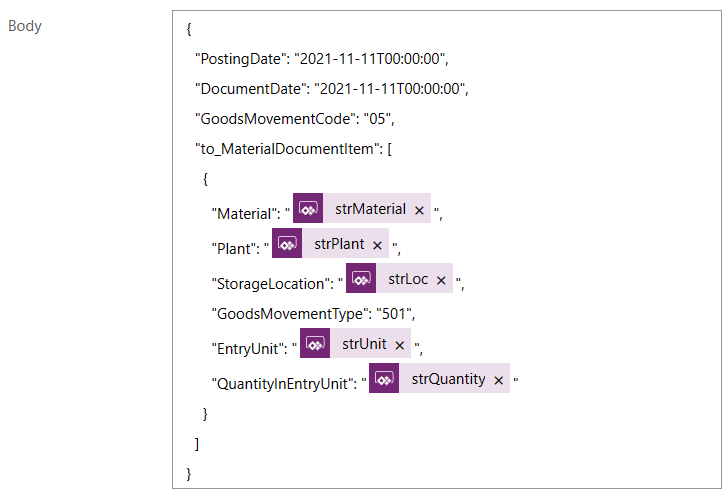 Body
{
"PostingDate": "2021-11-11T00:00:00",
"DocumentDate": "2021-11-11T00:00:00",
"GoodsMovementCode": "05",
"to_MaterialDocumentItem": [
{
"Material": " strMaterial × ",
"Plant": " strPlant × ",
"StorageLocation": " strLoc × ",
"GoodsMovementType": "501",
"EntryUnit": " strUnit × ",
"QuantityInEntryUnit": " strQuantity × "
}
]
}